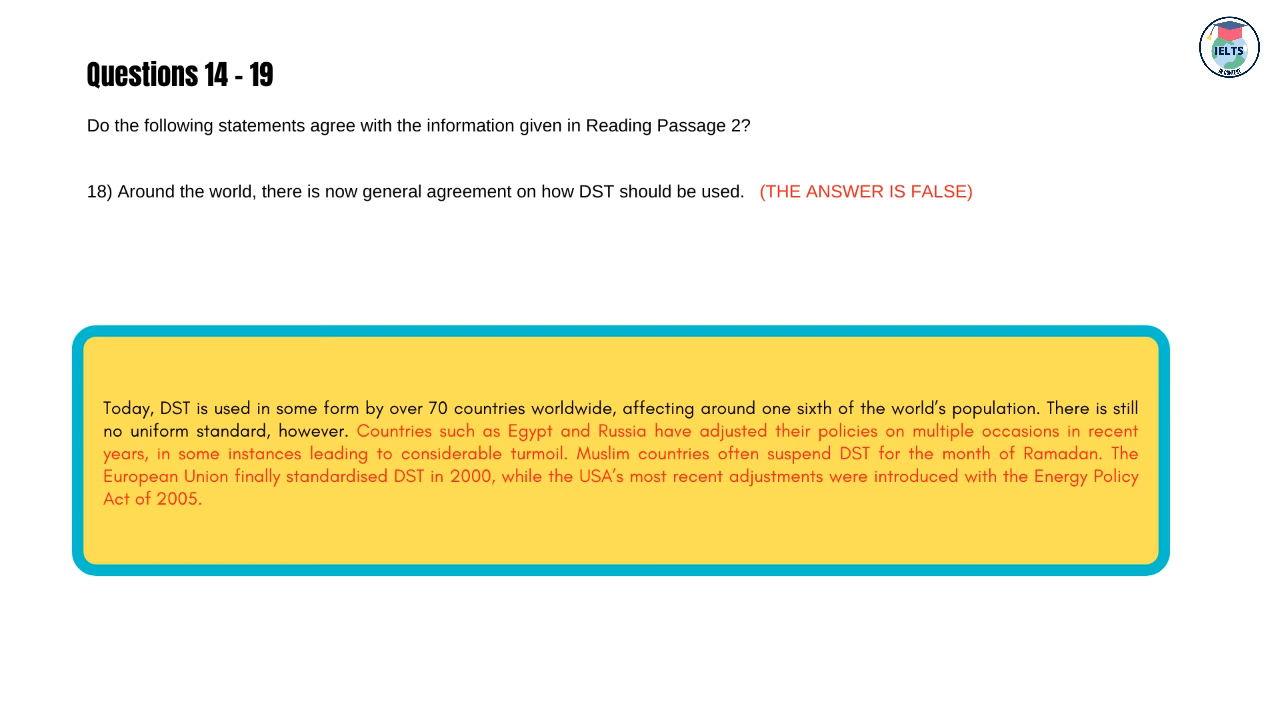 IELTS
Questions 14 - 19
Do the following statements agree with the information given in Reading Passage 2?
18) Around the world, there is now general agreement on how DST should be used. (THE ANSWER IS FALSE)
Today, DST is used in some form by over 70 countries worldwide, affecting around one sixth of the world's population. There is still
no uniform standard, however. Countries such as Egypt and Russia have adjusted their policies on multiple occasions in recent
years, in some instances leading to considerable turmoil. Muslim countries often suspend DST for the month of Ramadan. The
European Union finally standardised DST in 2000, while the USA's most recent adjustments were introduced with the Energy Policy
Act of 2005.